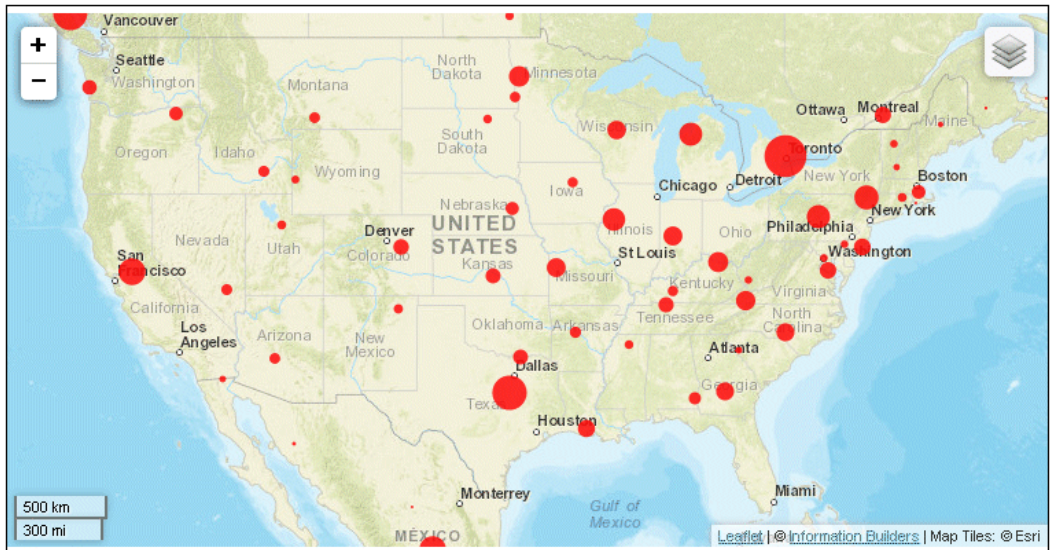 +
−
Vancouver
Seattle
Washington
Montana
North
Dakota
Minnesota
Ottawa
Montreal
Maine
Oregon
Idaho
South
Dakota
Wisconsin
Toronto
Wyoming
Iowa
Chicago
Detroit
New York
Boston
Nebraska
New York
Nevada
Utah
Denver
Colorado
UNITED
STATES
Kansas
Illinois
Ohio
Philadelphia
San
Francisco
St Louis
Missouri
Washington
California
Kentucky
Virginia
Los
Angeles
Arizona
New
Mexico
Oklahoma
Arkansas
Tennessee
North
Carolina
Atlanta
Dallas
Texas
Georgia
Houston
Monterrey
Miami
Gulf of
Mexico
500 km
300 mi
MÉXICO
Leaflet | © Information Builders | Map Tiles: © Esri